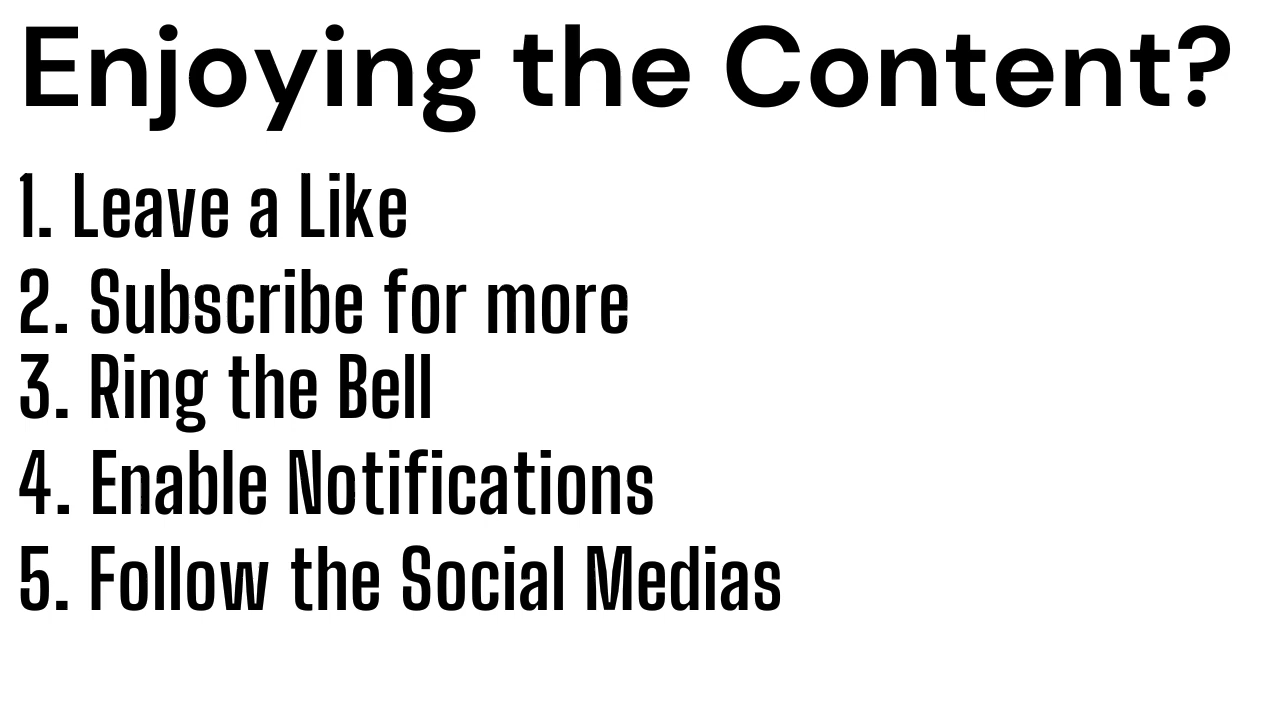 Enjoying the Content?
1. Leave a Like
2. Subscribe for more
3. Ring the Bell
4. Enable Notifications
5. Follow the Social Medias